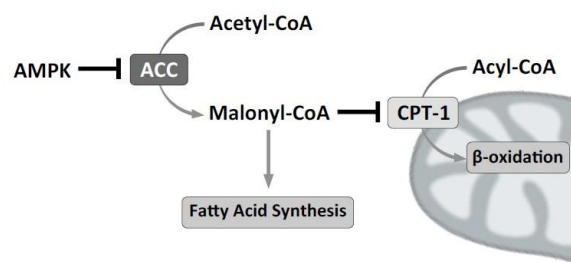 Acetyl-CoA
AMPK
ACC
Acyl-CoA
Malonyl-CoA
CPT-1
β-oxidation
Fatty Acid Synthesis